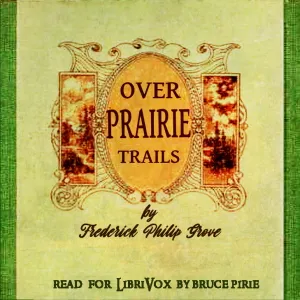 OVER
PRAIRIE
TRAILS
by
Frederick Philip Grove
READ FOR LIBRIVOX BY BRUCE PIRIE